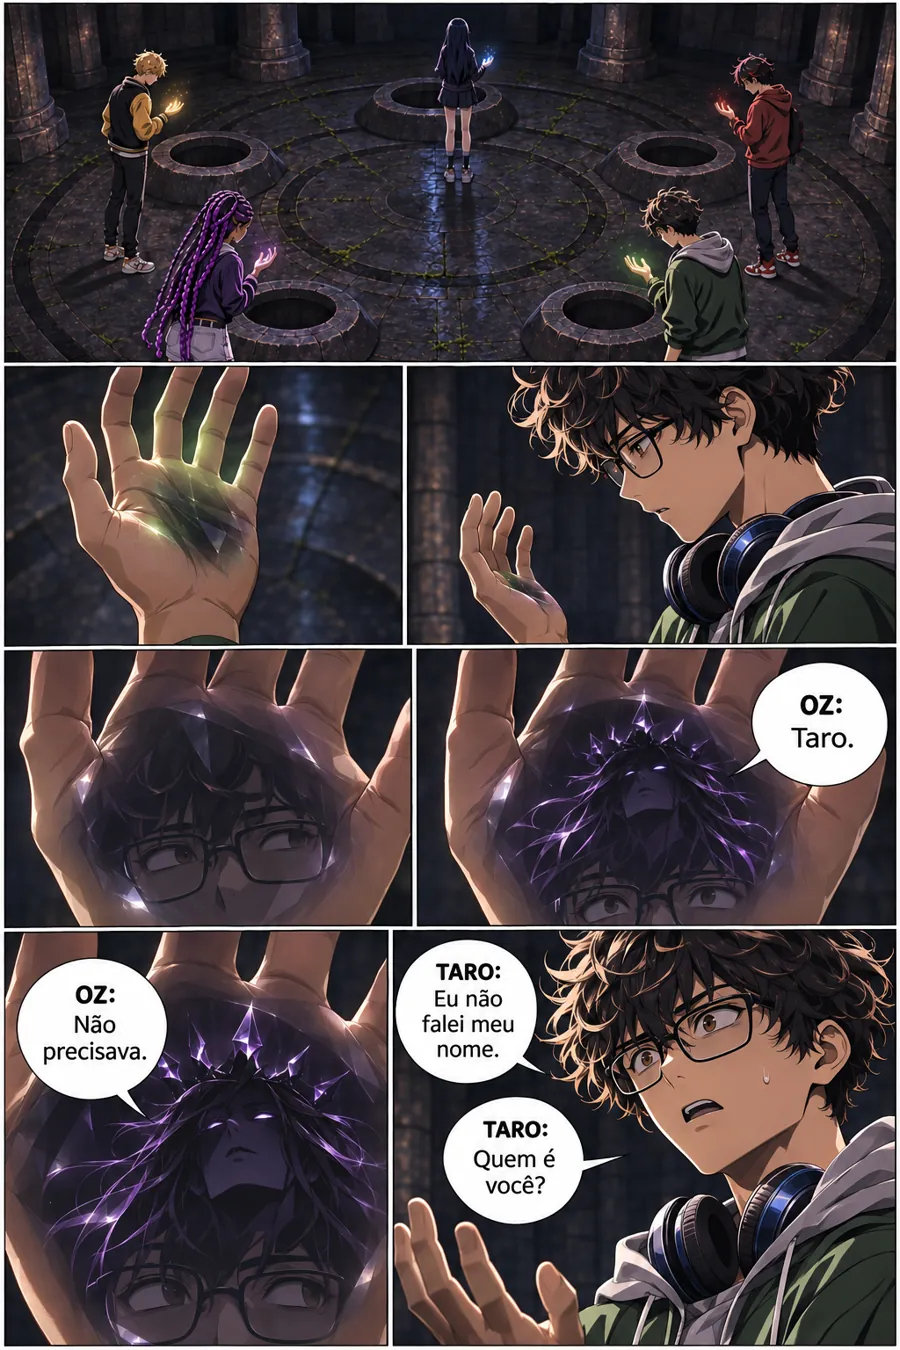 OZ:
Taro.
OZ:
Não
precisava.
TARO:
Eu não
falei meu
nome.
TARO:
Quem é
você?